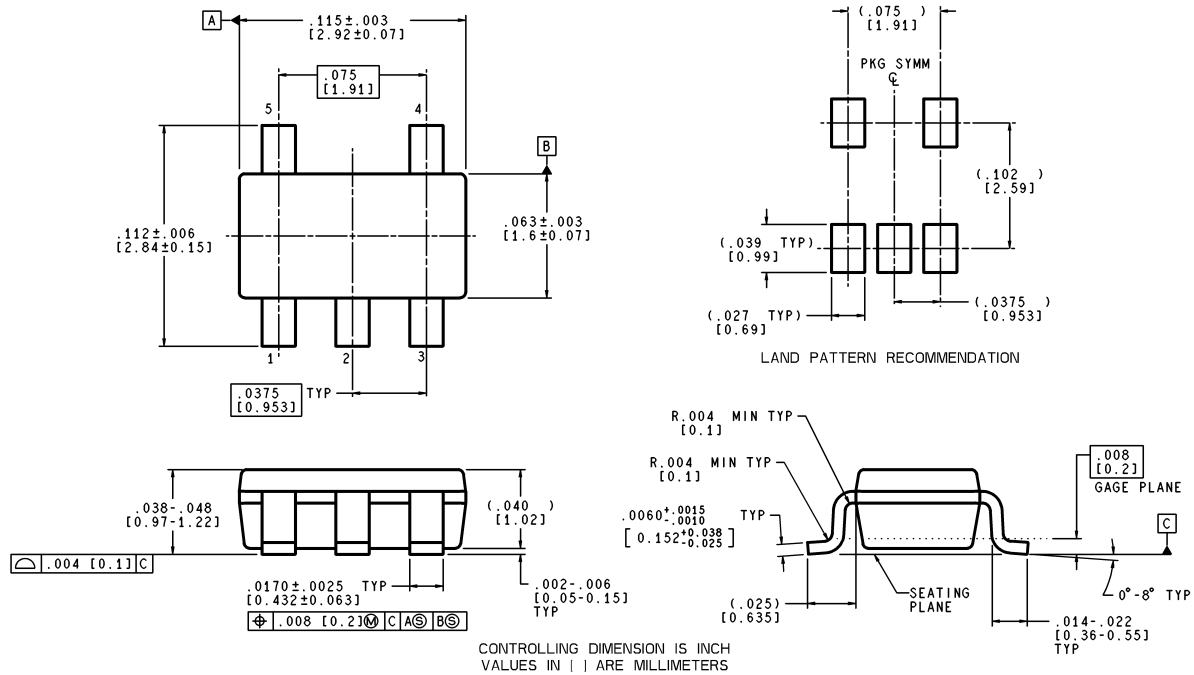 A
.115±.003
[2.92±0.07]
.075
[1.91]
5
4
B
.112±.006
[2.84±0.15]
.063±.003
[1.6±0.07]
1
2
3
.0375 TYP
[0.953]
(.075 )
[1.91]
PKG SYMM
℄
(.102 )
[2.59]
(.039 TYP)
[0.99]
(.027 TYP)
[0.69]
(.0375 )
[0.953]
LAND PATTERN RECOMMENDATION
.038-.048
[0.97-1.22]
(.040 )
[1.02]
⌓ .004 [0.1] C
.0170±.0025 TYP
[0.432±0.063]
⌖ .008 [0.2]Ⓜ C AⓈ BⓈ
.002-.006
[0.05-0.15]
TYP
R.004 MIN TYP
[0.1]
R.004 MIN TYP
[0.1]
.0060+.0015 -.0010 TYP
[0.152+0.038 -0.025]
.008
[0.2]
GAGE PLANE
C
(.025)
[0.635]
SEATING
PLANE
0°-8° TYP
.014-.022
[0.36-0.55]
TYP
CONTROLLING DIMENSION IS INCH
VALUES IN [ ] ARE MILLIMETERS